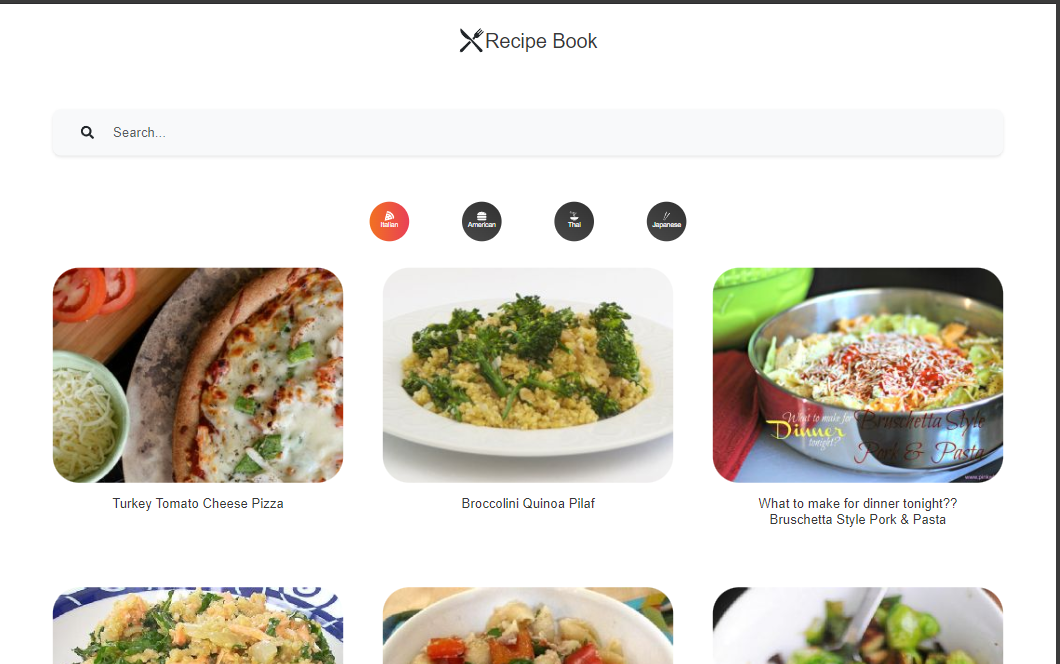 Recipe Book
Search...
Italian
American
Thai
Japanese
What to make for
Dinner
tonight?
Bruschetta Style
Pork & Pasta
Turkey Tomato Cheese Pizza
Broccolini Quinoa Pilaf
What to make for dinner tonight??
Bruschetta Style Pork & Pasta